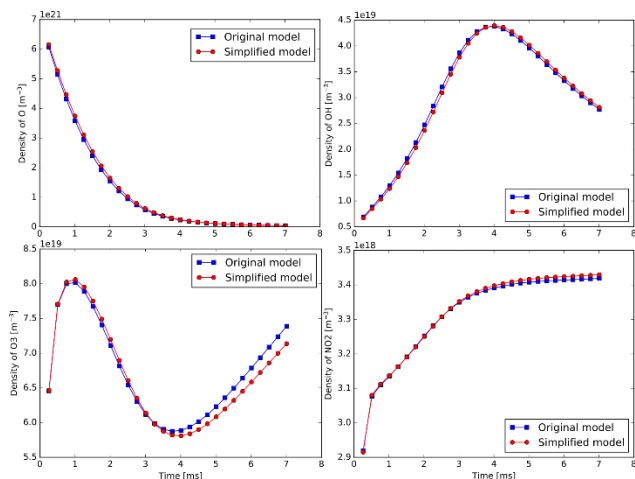 1e21
7
6
5
4
3
2
1
0
Density of O [m⁻³]
Original model
Simplified model
0 1 2 3 4 5 6 7 8
1e19
4.5
4.0
3.5
3.0
2.5
2.0
1.5
1.0
0.5
Density of OH [m⁻³]
Original model
Simplified model
0 1 2 3 4 5 6 7 8
1e19
8.5
8.0
7.5
7.0
6.5
6.0
5.5
Density of O3 [m⁻³]
Original model
Simplified model
0 1 2 3 4 5 6 7 8
Time [ms]
1e18
3.5
3.4
3.3
3.2
3.1
3.0
2.9
Density of NO2 [m⁻³]
Original model
Simplified model
0 1 2 3 4 5 6 7 8
Time [ms]